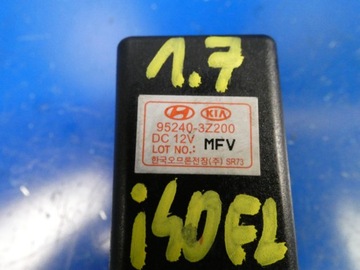 1.7
HYUNDAI KIA
95240-3Z200
DC 12V
LOT NO.: MFV
한국오므론전장(주) SR73
i40FL